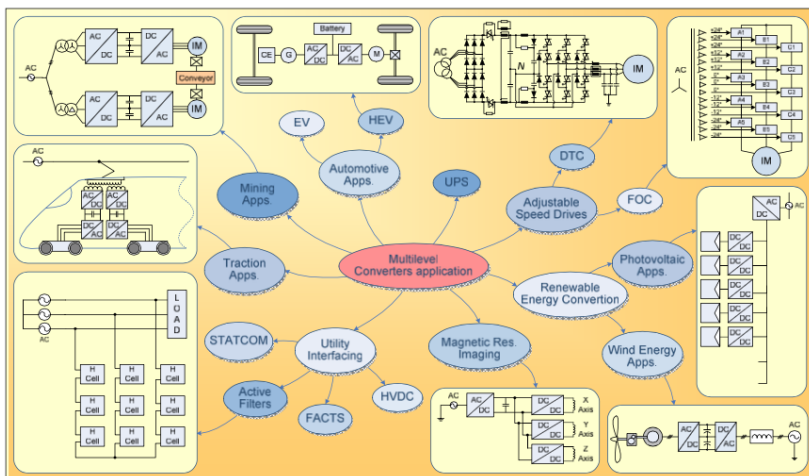 AC
AC
DC
DC
AC
IM
Conveyor
AC
DC
DC
AC
IM
Battery
CE
G
AC
DC
DC
AC
M
AC
N
IM
AC
A1
B1
C1
A2
B2
C2
A3
B3
C3
A4
B4
C4
B5
C5
IM
EV
HEV
Automotive
Apps.
Mining
Apps.
UPS
DTC
Adjustable
Speed Drives
FOC
AC
AC
DC
AC
DC
DC
AC
DC
AC
Traction
Apps.
Multilevel
Converters application
Renewable
Energy Convertion
Photovoltaic
Apps.
AC
DC
AC
DC
DC
DC
DC
DC
DC
DC
DC
DC
DC
AC
L
O
A
D
H
Cell
H
Cell
H
Cell
H
Cell
H
Cell
H
Cell
H
Cell
H
Cell
H
Cell
STATCOM
Utility
Interfacing
Active
Filters
FACTS
HVDC
Magnetic Res.
Imaging
Wind Energy
Apps.
AC
AC
DC
DC
DC
X
Axis
DC
DC
Y
Axis
DC
DC
Z
Axis
AC
DC
DC
AC
AC